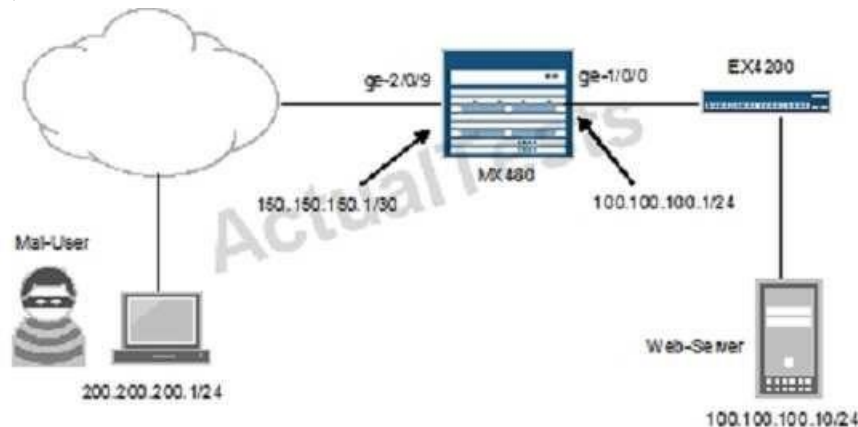 ge-2/0/9
ge-1/0/0
EX4200
MX480
150.150.150.1/30
100.100.100.1/24
ActualTests
Mal-User
200.200.200.1/24
Web-Server
100.100.100.10/24